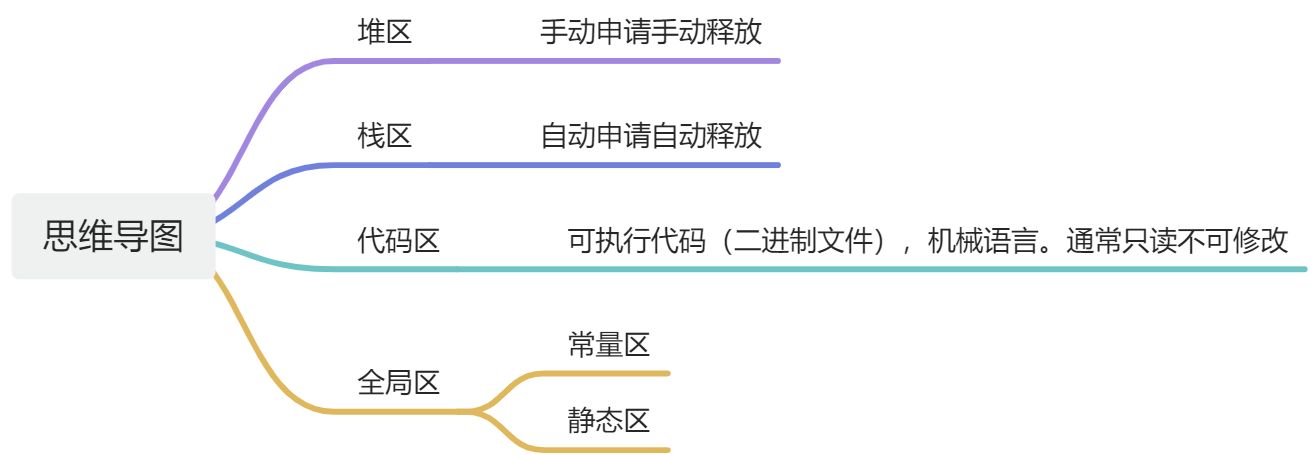 思维导图
堆区
手动申请手动释放
栈区
自动申请自动释放
代码区
可执行代码（二进制文件），机械语言。通常只读不可修改
全局区
常量区
静态区